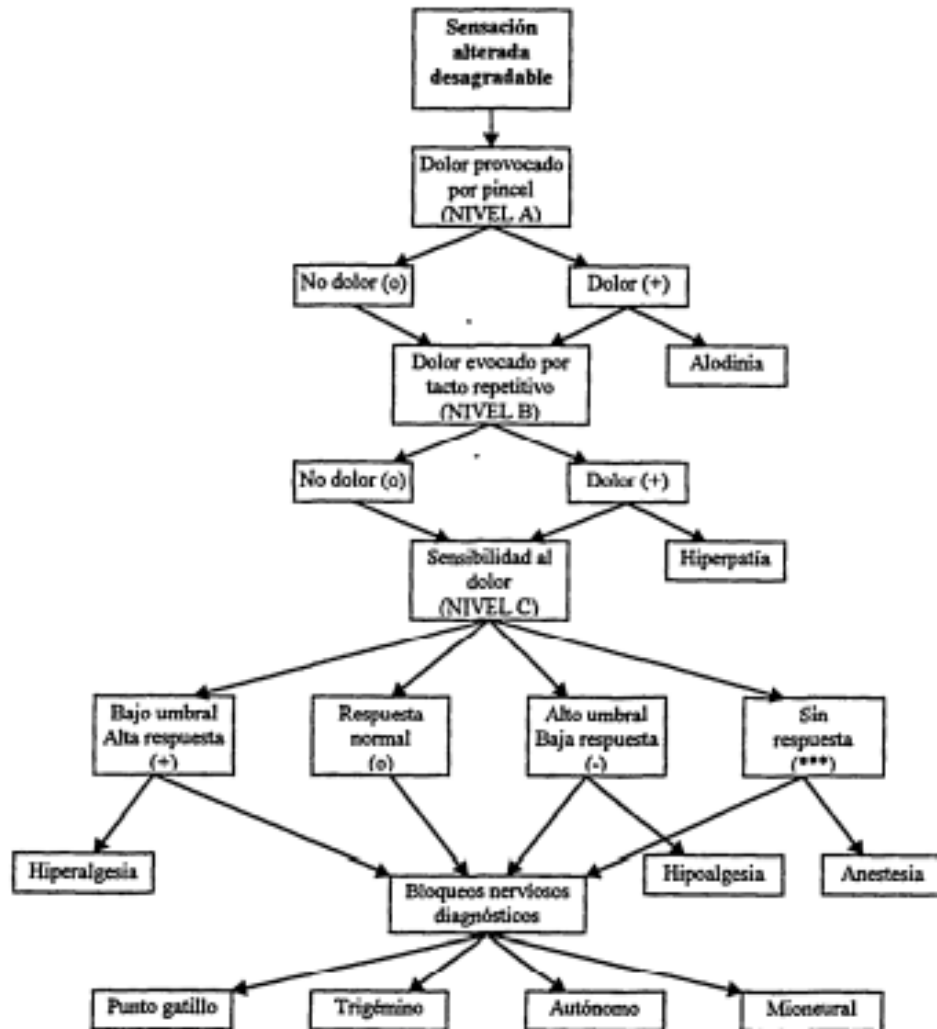 Sensación
alterada
desagradable
Dolor provocado
por pincel
(NIVEL A)
No dolor (o)
Dolor (+)
Dolor evocado por
tacto repetitivo
(NIVEL B)
Alodinia
No dolor (o)
Dolor (+)
Sensibilidad al
dolor
(NIVEL C)
Hiperpatía
Bajo umbral
Alta respuesta
(+)
Respuesta
normal
(o)
Alto umbral
Baja respuesta
(-)
Sin
respuesta
(***)
Hiperalgesia
Bloqueos nerviosos
diagnósticos
Hipoalgesia
Anestesia
Punto gatillo
Trigémino
Autónomo
Mioneural